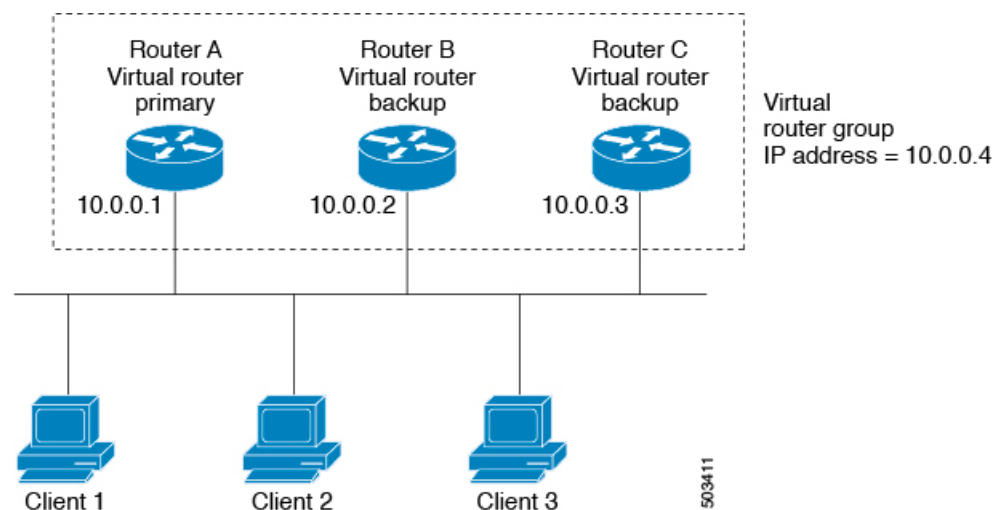 Router A
Virtual router
primary
Router B
Virtual router
backup
Router C
Virtual router
backup
Virtual
router group
IP address = 10.0.0.4
10.0.0.1
10.0.0.2
10.0.0.3
Client 1
Client 2
Client 3
503411